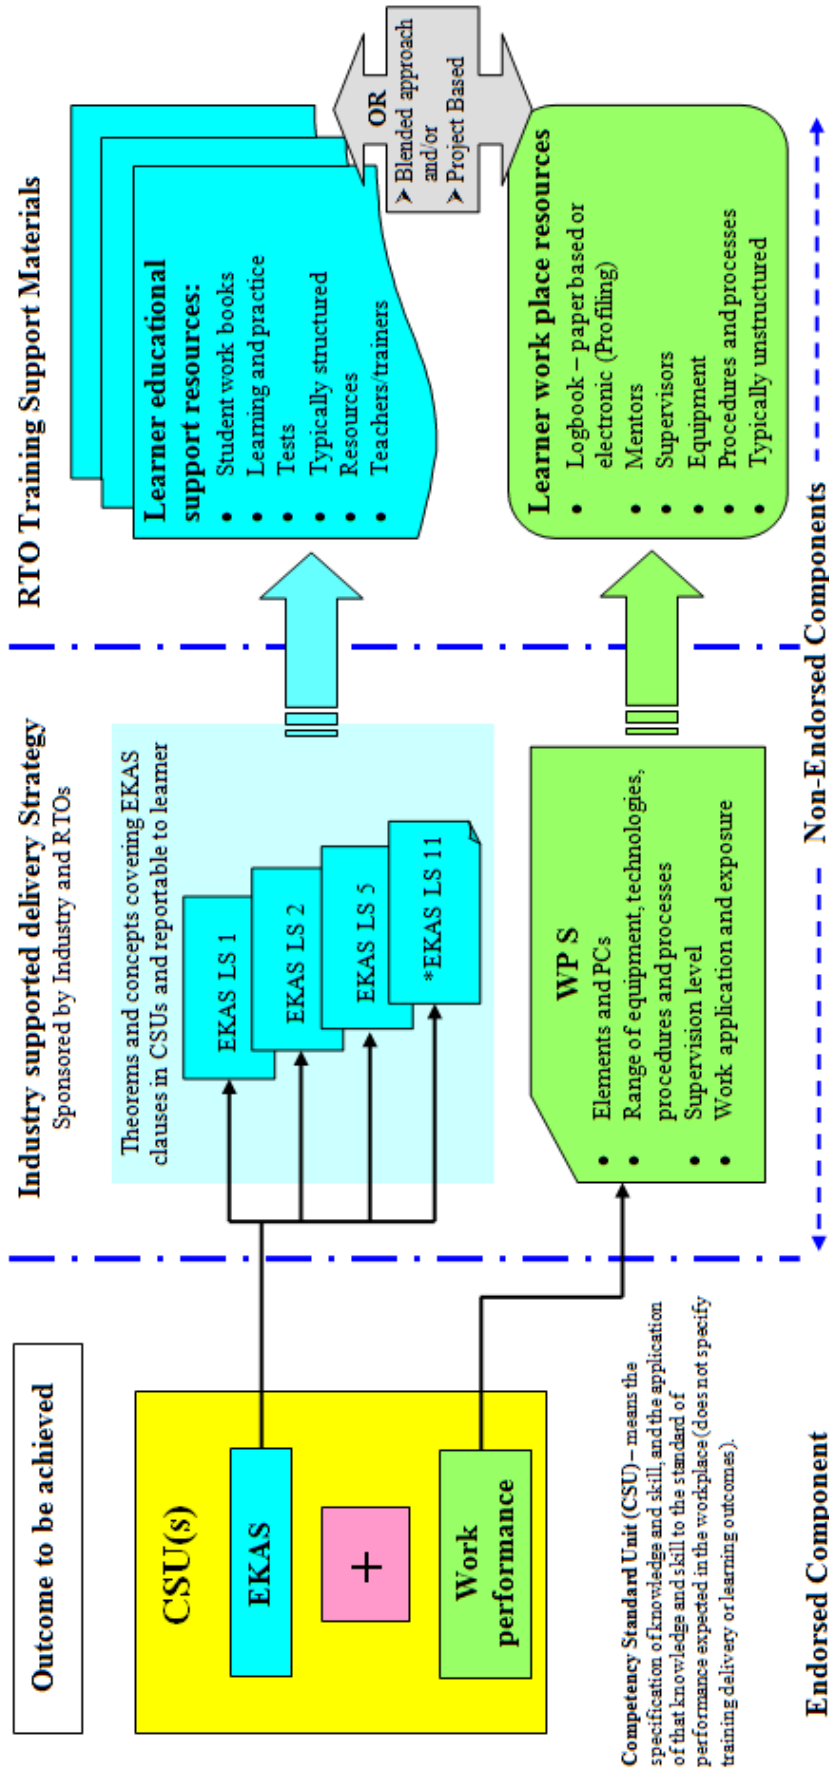 Outcome to be achieved
CSU(s)
EKAS
+
Work
performance
Competency Standard Unit (CSU) – means the
specification of knowledge and skill, and the application
of that knowledge and skill to the standard of
performance expected in the workplace (does not specify
training delivery or learning outcomes).
Endorsed Component
Industry supported delivery Strategy
Sponsored by Industry and RTOs
Theorems and concepts covering EKAS
clauses in CSUs and reportable to learner
EKAS LS 1
EKAS LS 2
EKAS LS 5
*EKAS LS 11
WP S
• Elements and PCs
• Range of equipment, technologies,
procedures and processes
• Supervision level
• Work application and exposure
RTO Training Support Materials
Learner educational
support resources:
• Student work books
• Learning and practice
• Tests
• Typically structured
• Resources
• Teachers/trainers
OR
➢ Blended approach
and/or
➢ Project Based
Learner work place resources
• Logbook – paper based or
electronic (Profiling)
• Mentors
• Supervisors
• Equipment
• Procedures and processes
• Typically unstructured
Non-Endorsed Components